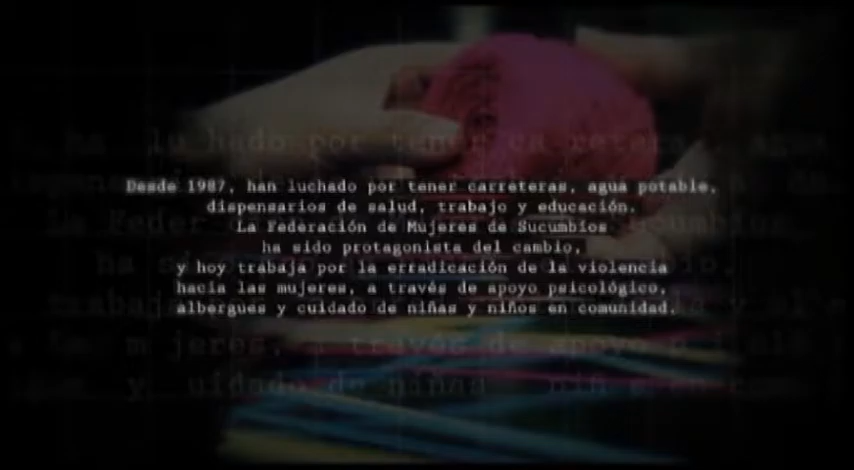 Desde 1987, han luchado por tener carreteras, agua potable,
dispensarios de salud, trabajo y educación.
La Federación de Mujeres de Sucumbíos
ha sido protagonista del cambio,
y hoy trabaja por la erradicación de la violencia
hacia las mujeres, a través de apoyo psicológico,
albergues y cuidado de niñas y niños en comunidad.